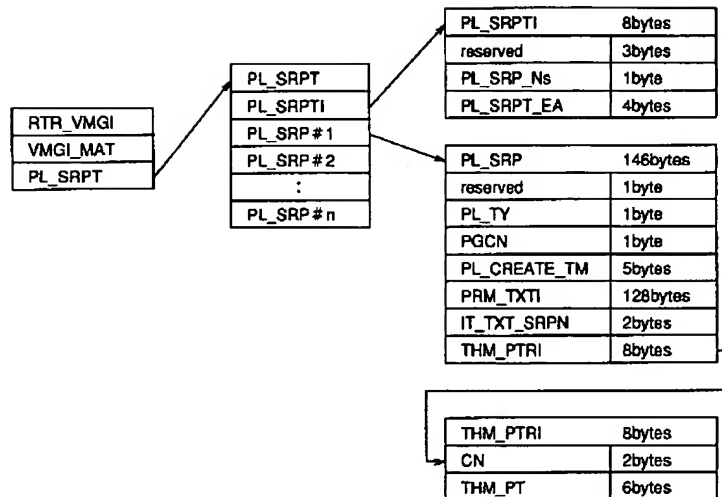 RTR_VMGI
VMGI_MAT
PL_SRPT
PL_SRPT
PL_SRPTI
PL_SRP#1
PL_SRP#2
:
PL_SRP#n
PL_SRPTI 8bytes
reserved 3bytes
PL_SRP_Ns 1byte
PL_SRPT_EA 4bytes
PL_SRP 146bytes
reserved 1byte
PL_TY 1byte
PGCN 1byte
PL_CREATE_TM 5bytes
PRM_TXTI 128bytes
IT_TXT_SRPN 2bytes
THM_PTRI 8bytes
THM_PTRI 8bytes
CN 2bytes
THM_PT 6bytes